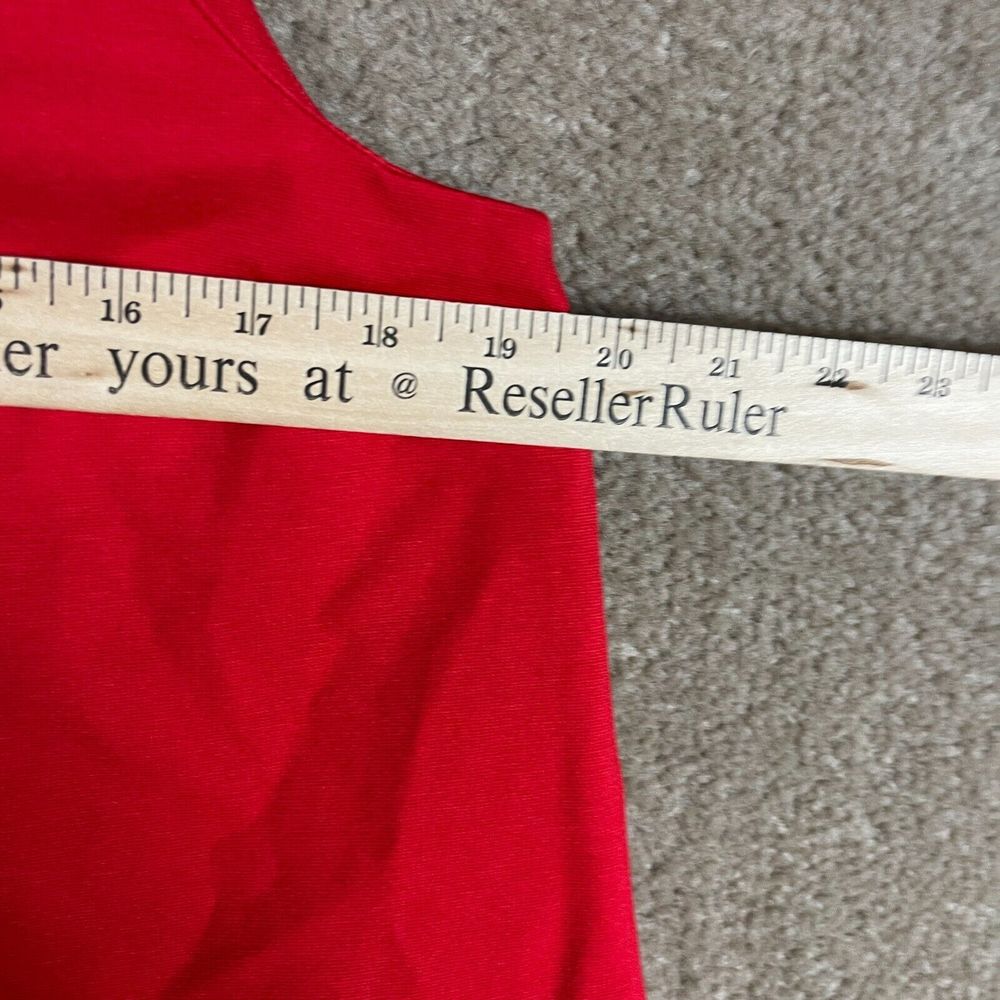 16 17 18 19 20 21 22 23
er yours at @ ResellerRuler